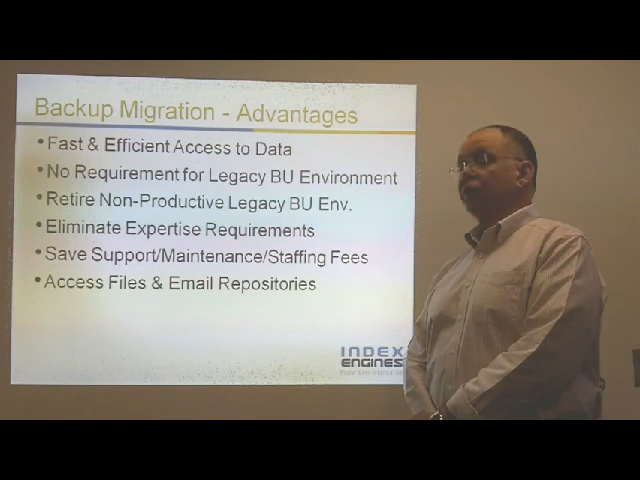 Backup Migration - Advantages
• Fast & Efficient Access to Data
• No Requirement for Legacy BU Environment
• Retire Non-Productive Legacy BU Env.
• Eliminate Expertise Requirements
• Save Support/Maintenance/Staffing Fees
• Access Files & Email Repositories
INDEX
ENGINES